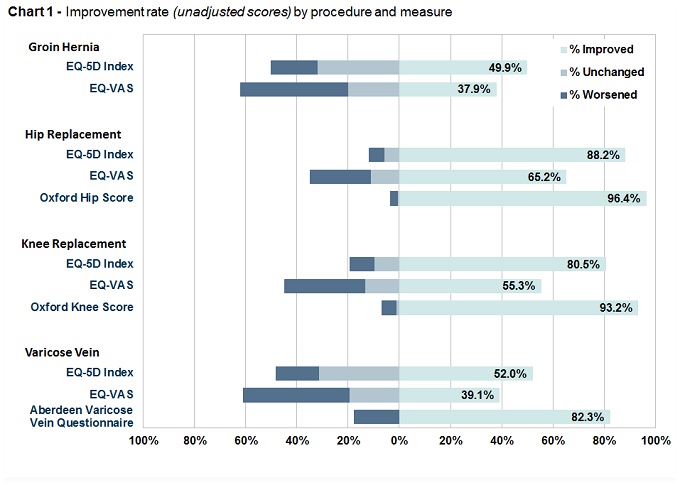 Chart 1 - Improvement rate (unadjusted scores) by procedure and measure
Groin Hernia
% Improved
EQ-5D Index
49.9%
% Unchanged
EQ-VAS
37.9%
% Worsened
Hip Replacement
EQ-5D Index
88.2%
EQ-VAS
65.2%
Oxford Hip Score
96.4%
Knee Replacement
EQ-5D Index
80.5%
EQ-VAS
55.3%
Oxford Knee Score
93.2%
Varicose Vein
EQ-5D Index
52.0%
EQ-VAS
39.1%
Aberdeen Varicose
Vein Questionnaire
82.3%
100% 80% 60% 40% 20% 0% 20% 40% 60% 80% 100%